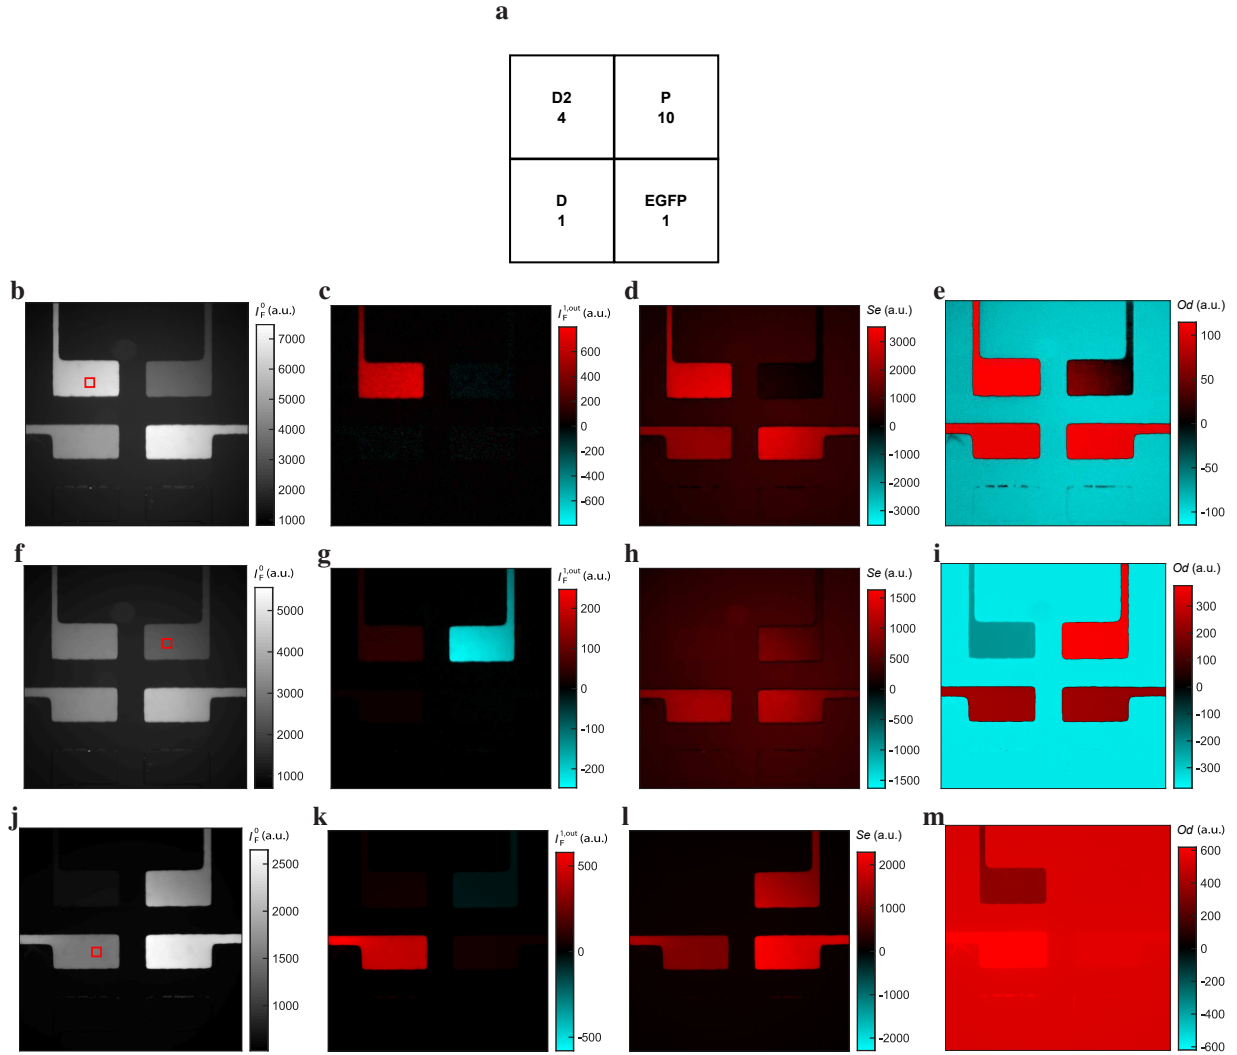 a
D2
4
P
10
D
1
EGFP
1
b
I_F^0 (a.u.)
7000
6000
5000
4000
3000
2000
1000
c
I_F^1,out (a.u.)
600
400
200
0
-200
-400
-600
d
Se (a.u.)
3000
2000
1000
0
-1000
-2000
-3000
e
Od (a.u.)
100
50
0
-50
-100
f
I_F^0 (a.u.)
5000
4000
3000
2000
1000
g
I_F^1,out (a.u.)
200
100
0
-100
-200
h
Se (a.u.)
1500
1000
500
0
-500
-1000
-1500
i
Od (a.u.)
300
200
100
0
-100
-200
-300
j
I_F^0 (a.u.)
2500
2000
1500
1000
k
I_F^1,out (a.u.)
500
0
-500
l
Se (a.u.)
2000
1000
0
-1000
-2000
m
Od (a.u.)
600
400
200
0
-200
-400
-600